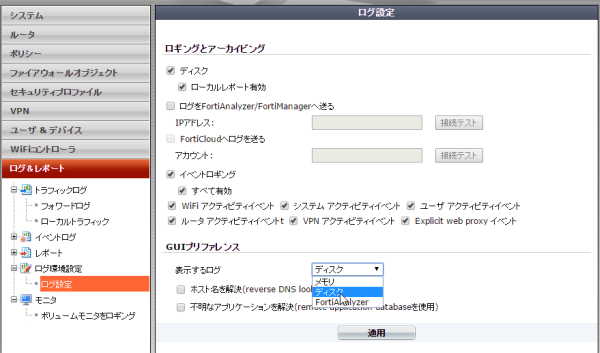 システム
ルータ
ポリシー
ファイアウォールオブジェクト
セキュリティプロファイル
VPN
ユーザ & デバイス
WiFiコントローラ
ログ&レポート
トラフィックログ
フォワードログ
ローカルトラフィック
イベントログ
レポート
ログ環境設定
ログ設定
モニタ
ボリュームモニタをロギング
ログ設定
ロギングとアーカイビング
ディスク
ローカルレポート有効
ログをFortiAnalyzer/FortiManagerへ送る
IPアドレス:
接続テスト
FortiCloudへログを送る
アカウント:
接続テスト
イベントロギング
すべて有効
WiFi アクティビティイベント システム アクティビティイベント ユーザ アクティビティイベント
ルータ アクティビティイベントt VPN アクティビティイベント Explicit web proxy イベント
GUIプリファレンス
表示するログ ディスク
メモリ
ディスク
FortiAnalyzer
ホスト名を解決(reverse DNS
不明なアプリケーションを解決(remote application databaseを使用)
適用